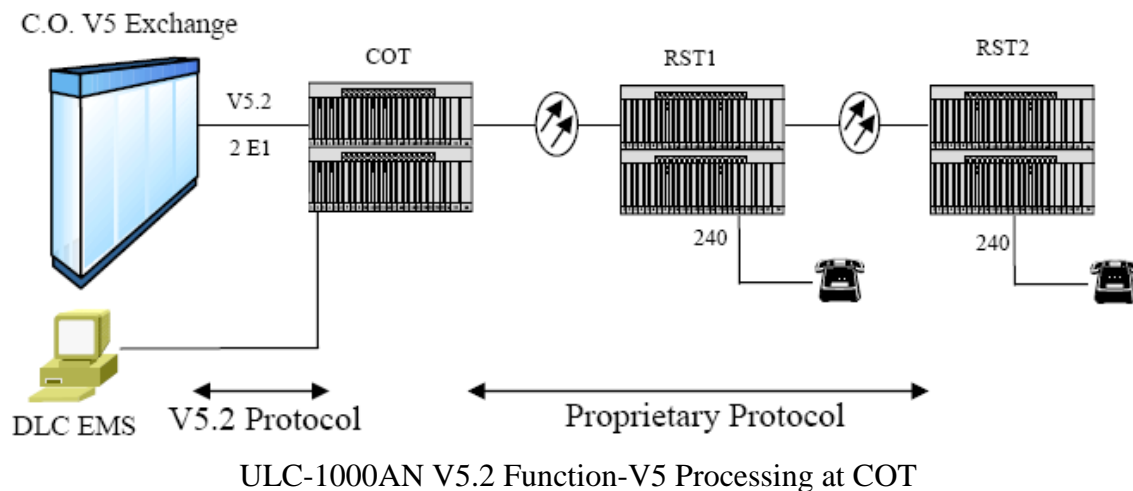 C.O. V5 Exchange
COT
RST1
RST2
V5.2
2 E1
240
240
DLC EMS
V5.2 Protocol
Proprietary Protocol
ULC-1000AN V5.2 Function-V5 Processing at COT